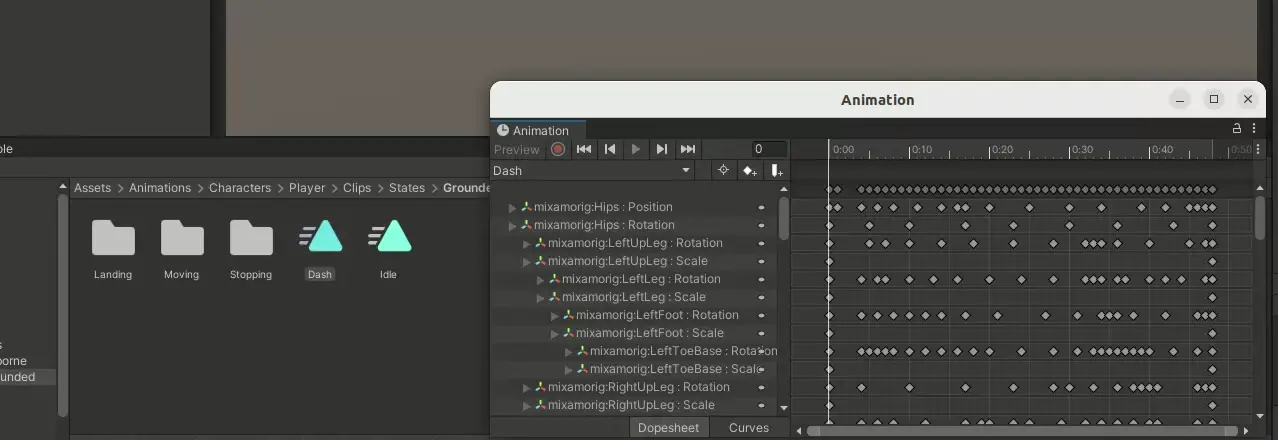 Animation
Animation
ple
Preview 0 0:00 0:10 0:20 0:30 0:40 0:50
Dash
Assets > Animations > Characters > Player > Clips > States > Grounde
mixamorig:Hips : Position
mixamorig:Hips : Rotation
mixamorig:LeftUpLeg : Rotation
mixamorig:LeftUpLeg : Scale
Landing Moving Stopping Dash Idle
mixamorig:LeftLeg : Rotation
mixamorig:LeftLeg : Scale
mixamorig:LeftFoot : Rotation
mixamorig:LeftFoot : Scale
s
mixamorig:LeftToeBase : Rotation
orne
mixamorig:LeftToeBase : Scale
unded
mixamorig:RightUpLeg : Rotation
mixamorig:RightUpLeg : Scale
Dopesheet Curves